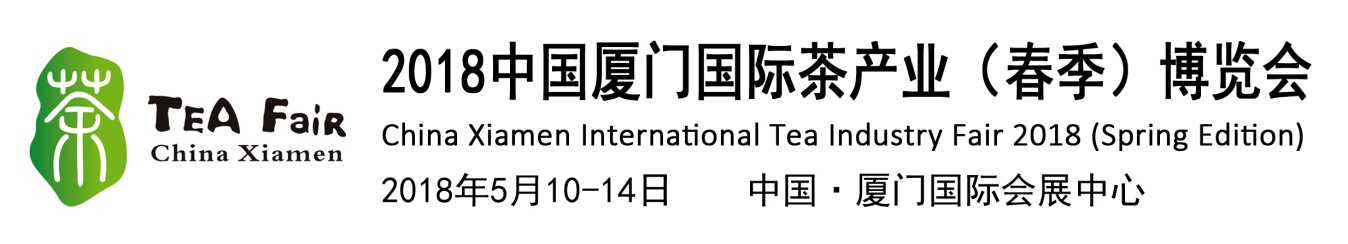 茶
TEA FaiR
China Xiamen
2018中国厦门国际茶产业（春季）博览会
China Xiamen International Tea Industry Fair 2018 (Spring Edition)
2018年5月10-14日 中国·厦门国际会展中心